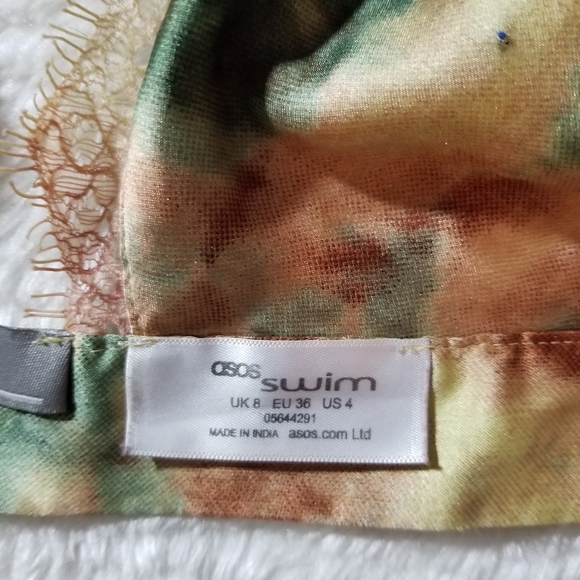 asos swim
UK 8 EU 36 US 4
05644291
MADE IN INDIA asos.com Ltd